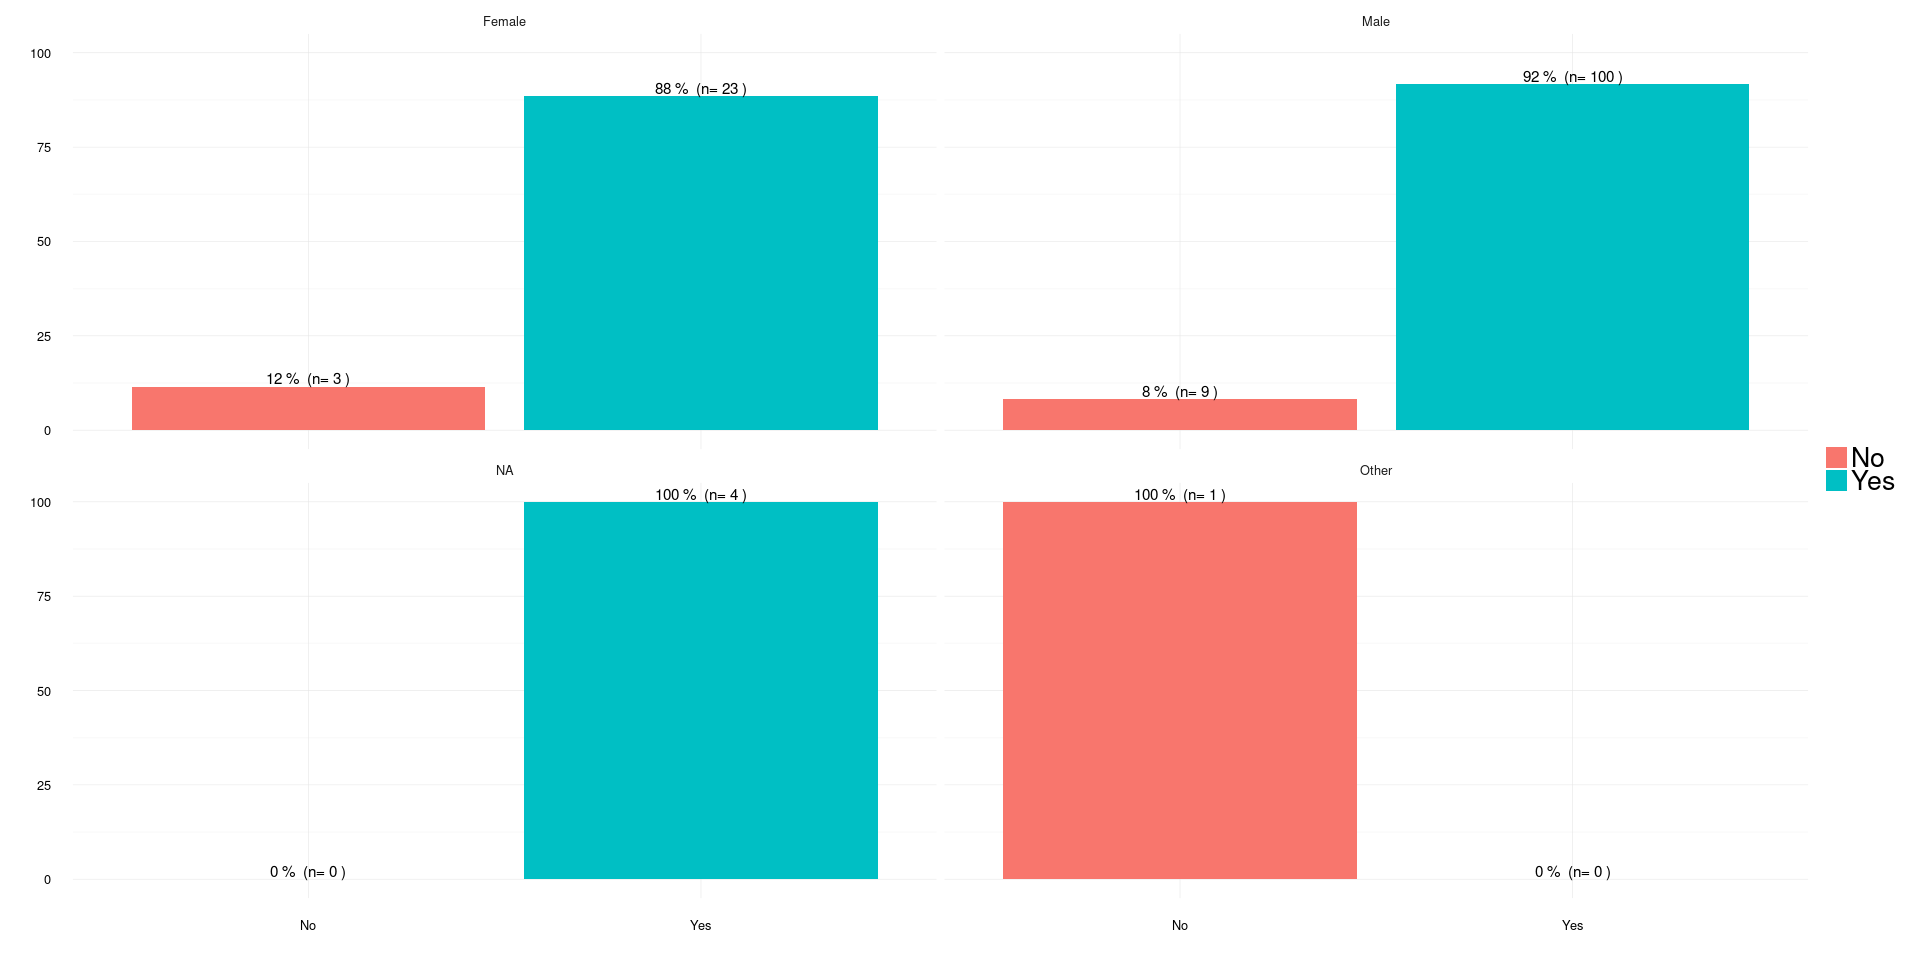 Female
Male
100
75
50
25
0
12 % (n= 3 )
88 % (n= 23 )
8 % (n= 9 )
92 % (n= 100 )
NA
Other
100
75
50
25
0
0 % (n= 0 )
100 % (n= 4 )
100 % (n= 1 )
0 % (n= 0 )
No
Yes
No
Yes
No
Yes